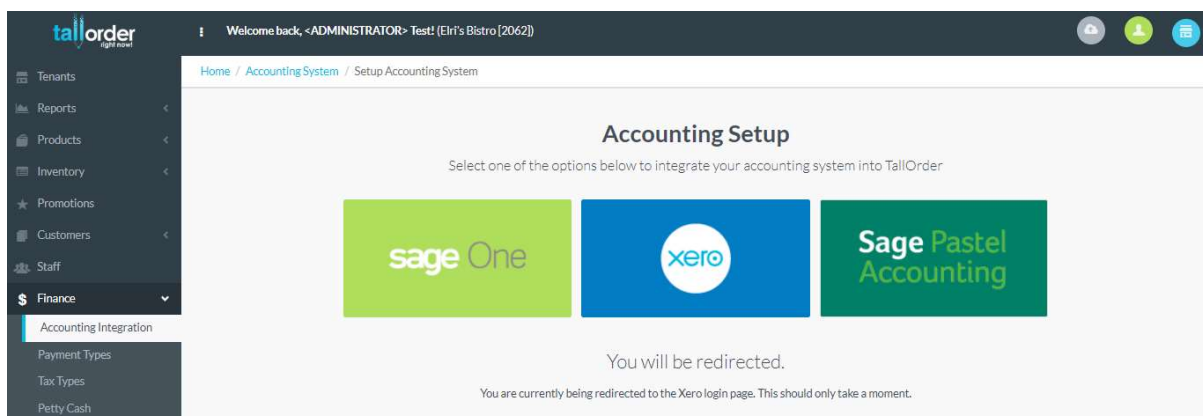 tallorder
right now!
Welcome back, <ADMINISTRATOR> Test! (Elri's Bistro [2062])
Home / Accounting System / Setup Accounting System
Tenants
Reports
Products
Inventory
Promotions
Customers
Staff
$ Finance
Accounting Integration
Payment Types
Tax Types
Petty Cash
Accounting Setup
Select one of the options below to integrate your accounting system into TallOrder
sage One
xero
Sage Pastel
Accounting
You will be redirected.
You are currently being redirected to the Xero login page. This should only take a moment.